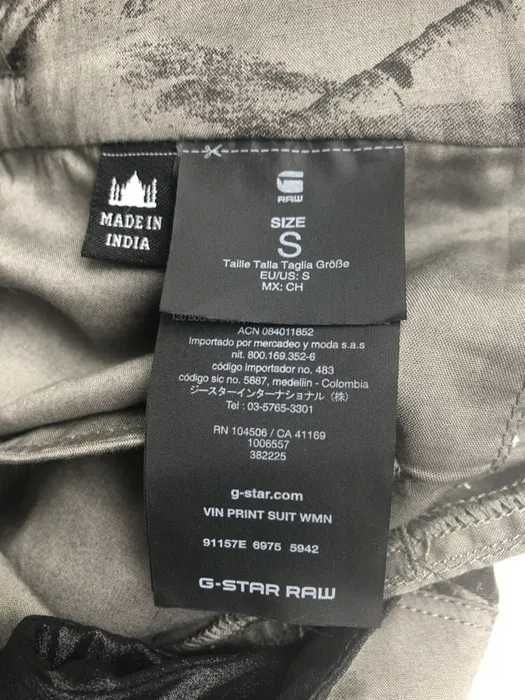 MADE IN
INDIA
RAW
SIZE
S
Taille Talla Taglia Größe
EU/US: S
MX: CH
ACN 084011852
Importado por mercadeo y moda s.a.s
nit. 800.169.352-6
código importador no. 483
código sic no. 5687, medellin - Colombia
ジースターインターナショナル(株)
Tel : 03-5765-3301
RN 104506 / CA 41169
1006557
382225
g-star.com
VIN PRINT SUIT WMN
91157E 6975 5942
G-STAR RAW